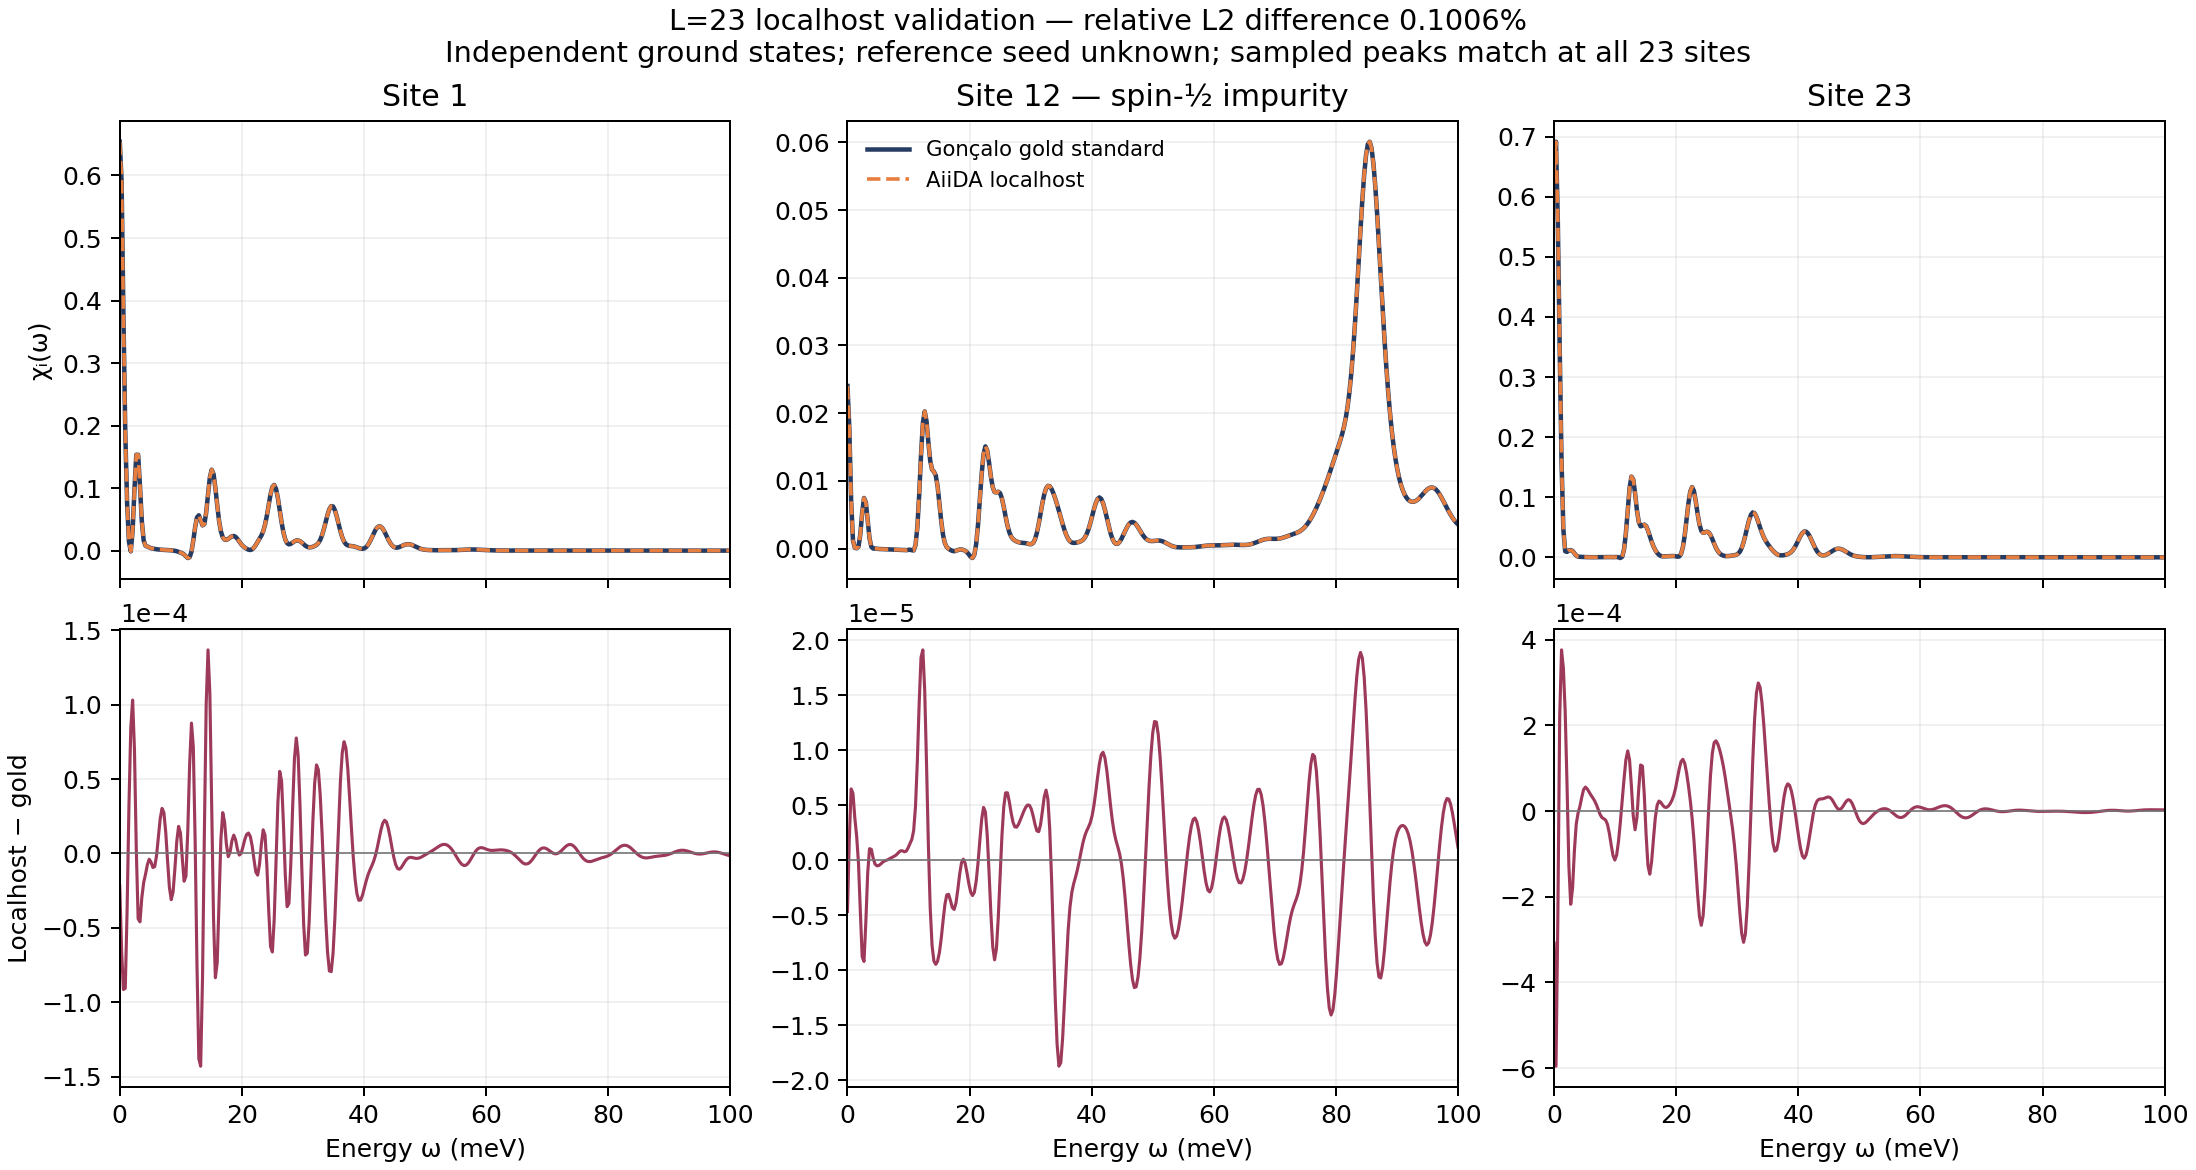 L=23 localhost validation — relative L2 difference 0.1006%
Independent ground states; reference seed unknown; sampled peaks match at all 23 sites
Site 1
Site 12 — spin-½ impurity
Site 23
χᵢ(ω)
0.6
0.5
0.4
0.3
0.2
0.1
0.0
Gonçalo gold standard
AiiDA localhost
0.06
0.05
0.04
0.03
0.02
0.01
0.00
0.7
0.6
0.5
0.4
0.3
0.2
0.1
0.0
Localhost − gold
1e−4
1.5
1.0
0.5
0.0
−0.5
−1.0
−1.5
0 20 40 60 80 100
Energy ω (meV)
1e−5
2.0
1.5
1.0
0.5
0.0
−0.5
−1.0
−1.5
−2.0
0 20 40 60 80 100
Energy ω (meV)
1e−4
4
2
0
−2
−4
−6
0 20 40 60 80 100
Energy ω (meV)